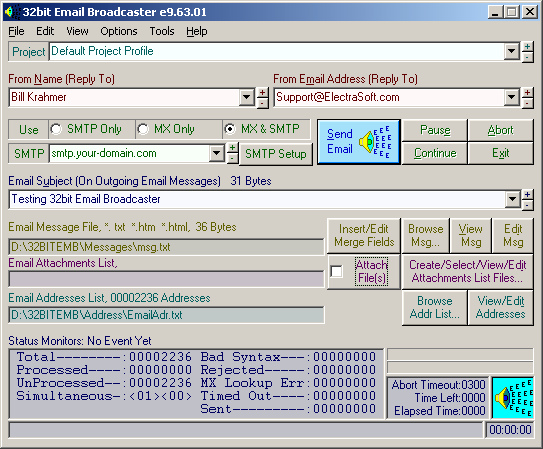 32bit Email Broadcaster e9.63.01
File Edit View Options Tools Help
Project Default Project Profile
From Name (Reply To) From Email Address (Reply To)
Bill Krahmer Support@ElectraSoft.com
Use SMTP Only MX Only MX & SMTP Send Email Pause Abort
SMTP smtp.your-domain.com SMTP Setup Continue Exit
Email Subject (On Outgoing Email Messages) 31 Bytes
Testing 32bit Email Broadcaster
Email Message File, *. txt *.htm *.html, 36 Bytes Insert/Edit Merge Fields Browse Msg... View Msg Edit Msg
D:\32BITEMB\Messages\msg.txt
Email Attachments List, Attach File(s) Create/Select/View/Edit Attachments List Files...
Email Addresses List, 00002236 Addresses Browse Addr List... View/Edit Addresses
D:\32BITEMB\Address\EmailAdr.txt
Status Monitors: No Event Yet
Total--------:00002236 Bad Syntax---:00000000
Processed----:00000000 Rejected-----:00000000
UnProcessed--:00002236 MX Lookup Err:00000000
Simultaneous-:<01><00> Timed Out----:00000000
Sent---------:00000000
Abort Timeout:0300
Time Left:0000
Elapsed Time:0000
00:00:00